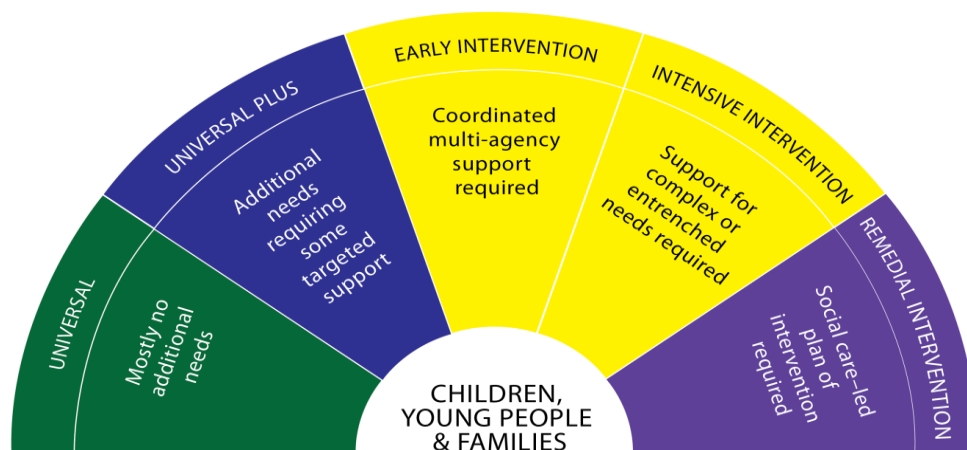 UNIVERSAL
Mostly no
additional
needs
UNIVERSAL PLUS
Additional
needs
requiring
some
targeted
support
EARLY INTERVENTION
Coordinated
multi-agency
support
required
INTENSIVE INTERVENTION
Support for
complex or
entrenched
needs required
REMEDIAL INTERVENTION
Social care–led
plan of
intervention
required
CHILDREN,
YOUNG PEOPLE
& FAMILIES